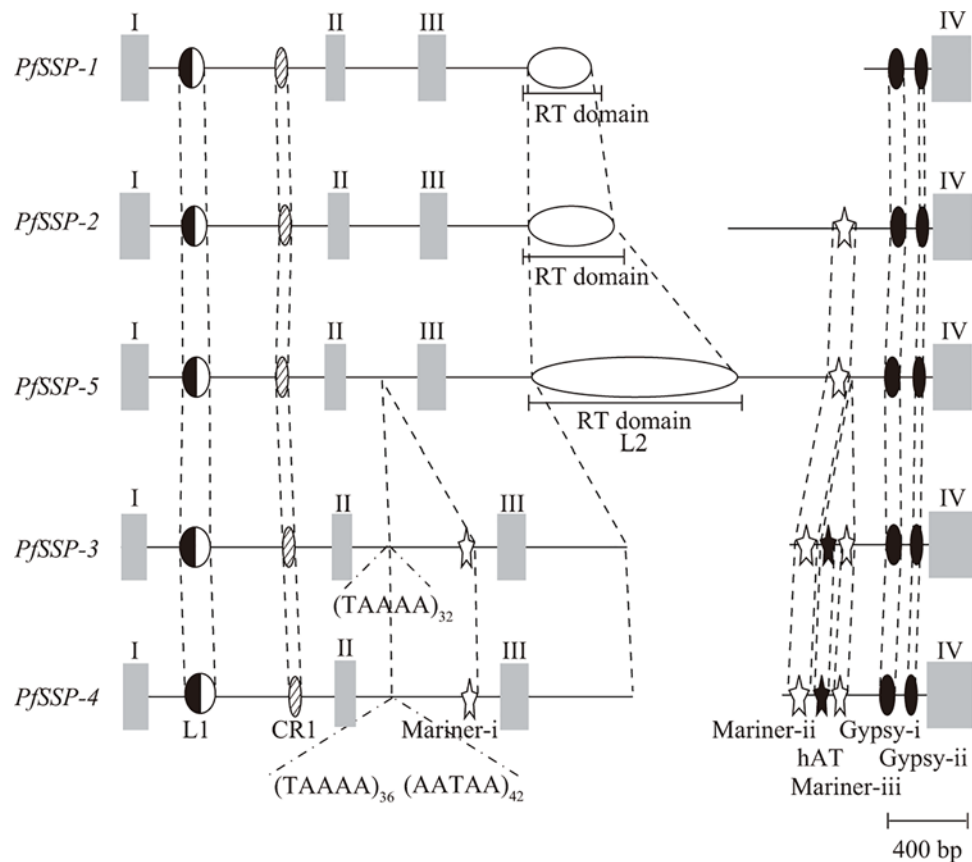 I II III IV
PfSSP-1
RT domain
I II III IV
PfSSP-2
RT domain
I II III IV
PfSSP-5
RT domain
L2
I II III IV
PfSSP-3
(TAAAA)32
I II III IV
PfSSP-4
L1 CR1 Mariner-i Mariner-ii Gypsy-i
hAT Gypsy-ii
(TAAAA)36 (AATAA)42 Mariner-iii
400 bp